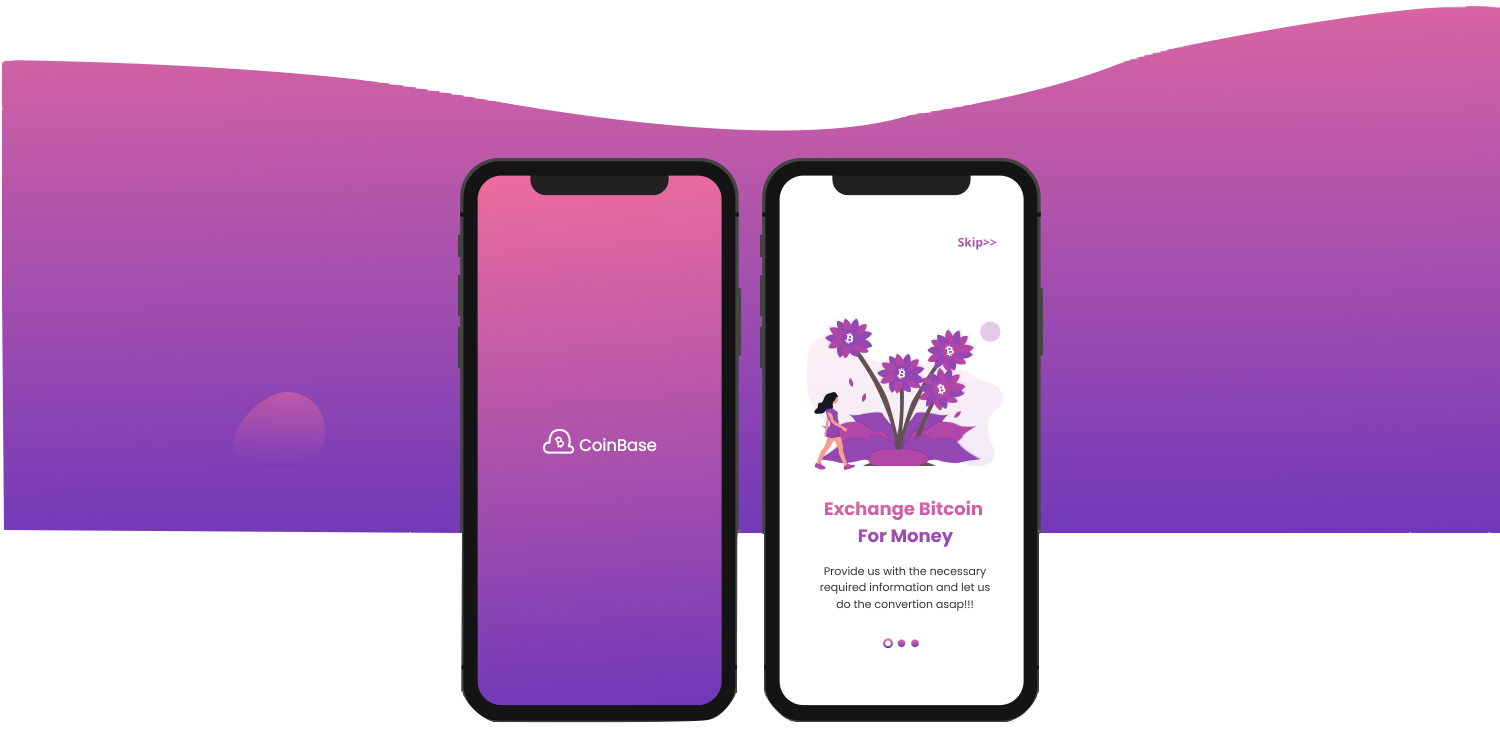 CoinBase
Skip>>
Exchange Bitcoin
For Money
Provide us with the necessary
required information and let us
do the convertion asap!!!